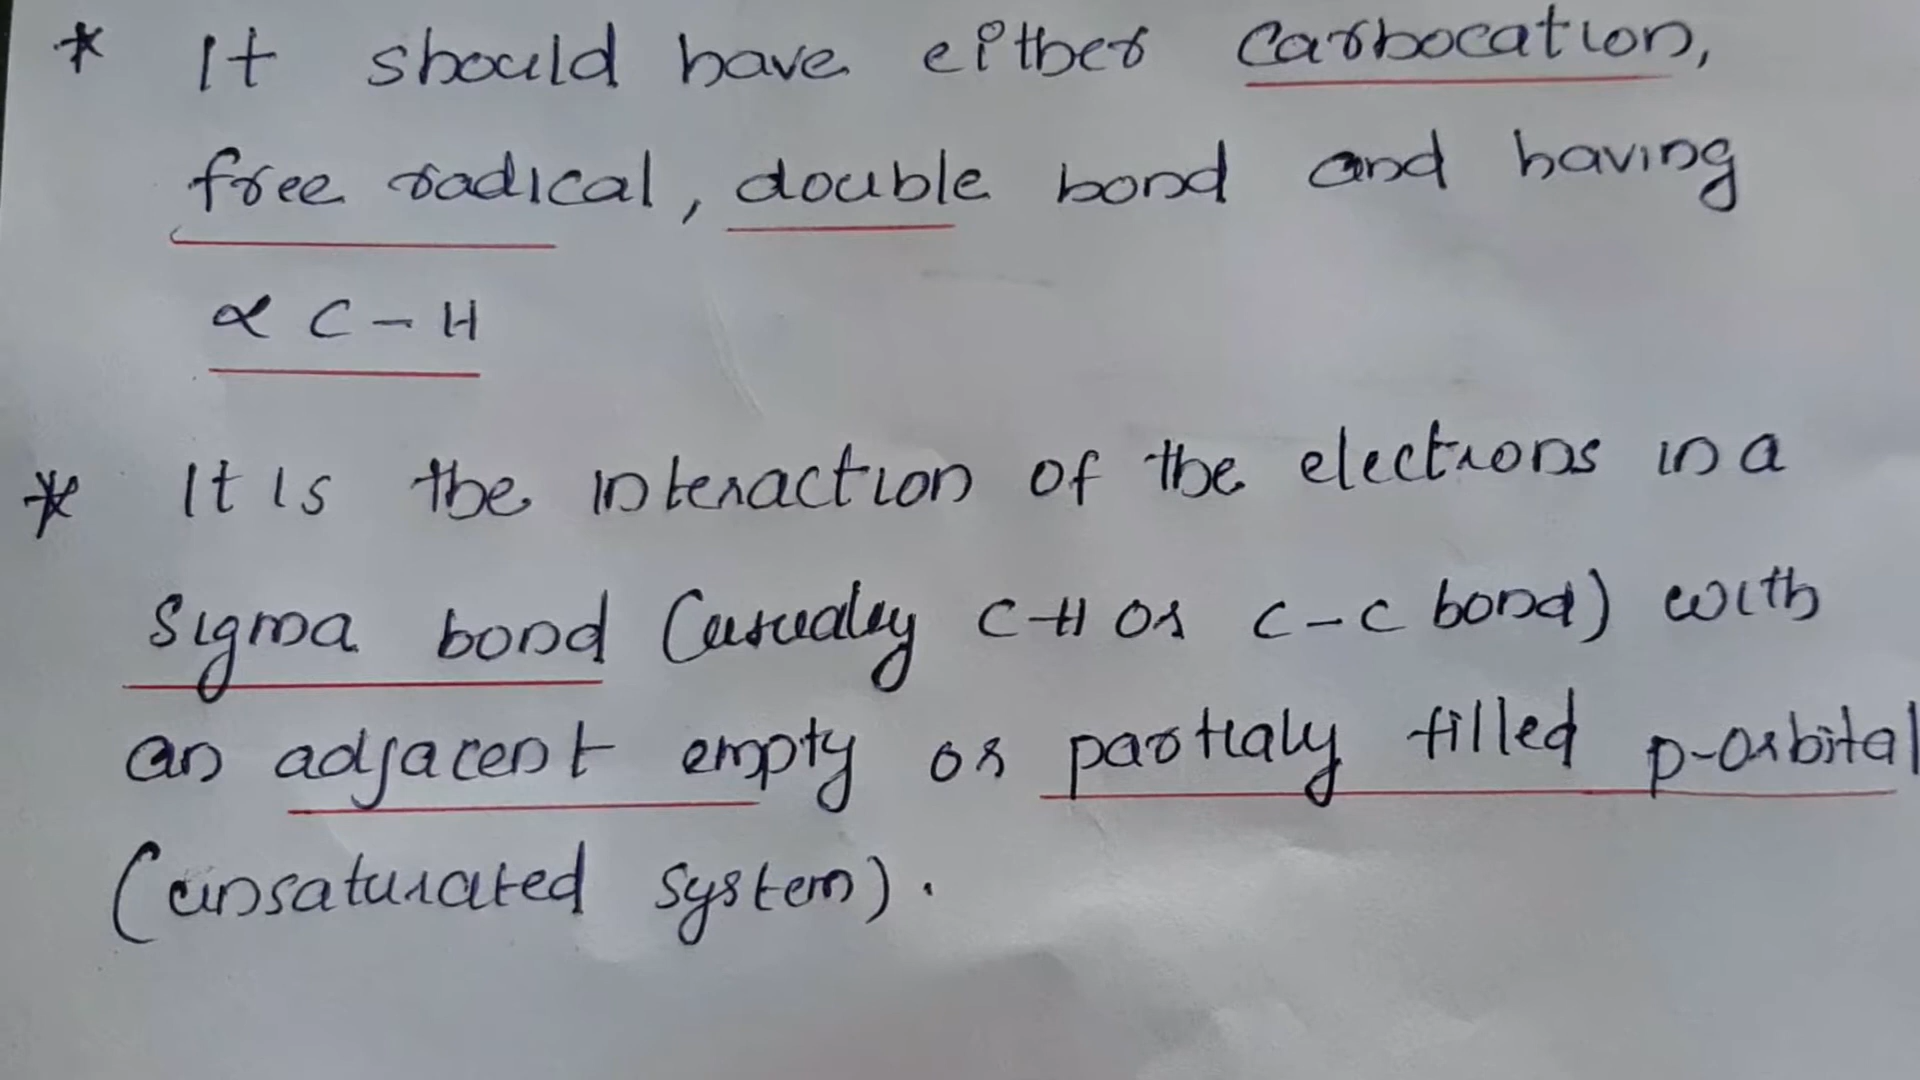 * It should have either carbocation,
free radical, double bond and having
α C-H
* It is the interaction of the electrons in a
sigma bond (usualy C-H or C-C bond) with
an adjacent empty or partialy filled p-orbital
(unsaturated system).